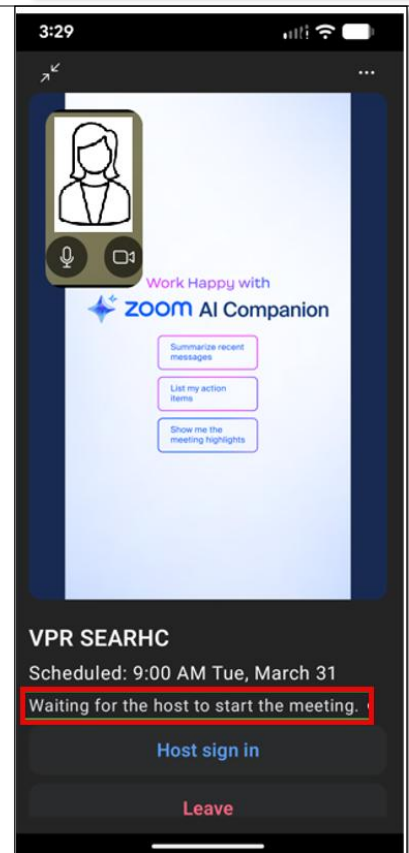 3:29
...
Work Happy with
zoom AI Companion
Summarize recent
messages
List my action
items
Show me the
meeting highlights
VPR SEARHC
Scheduled: 9:00 AM Tue, March 31
Waiting for the host to start the meeting.
Host sign in
Leave